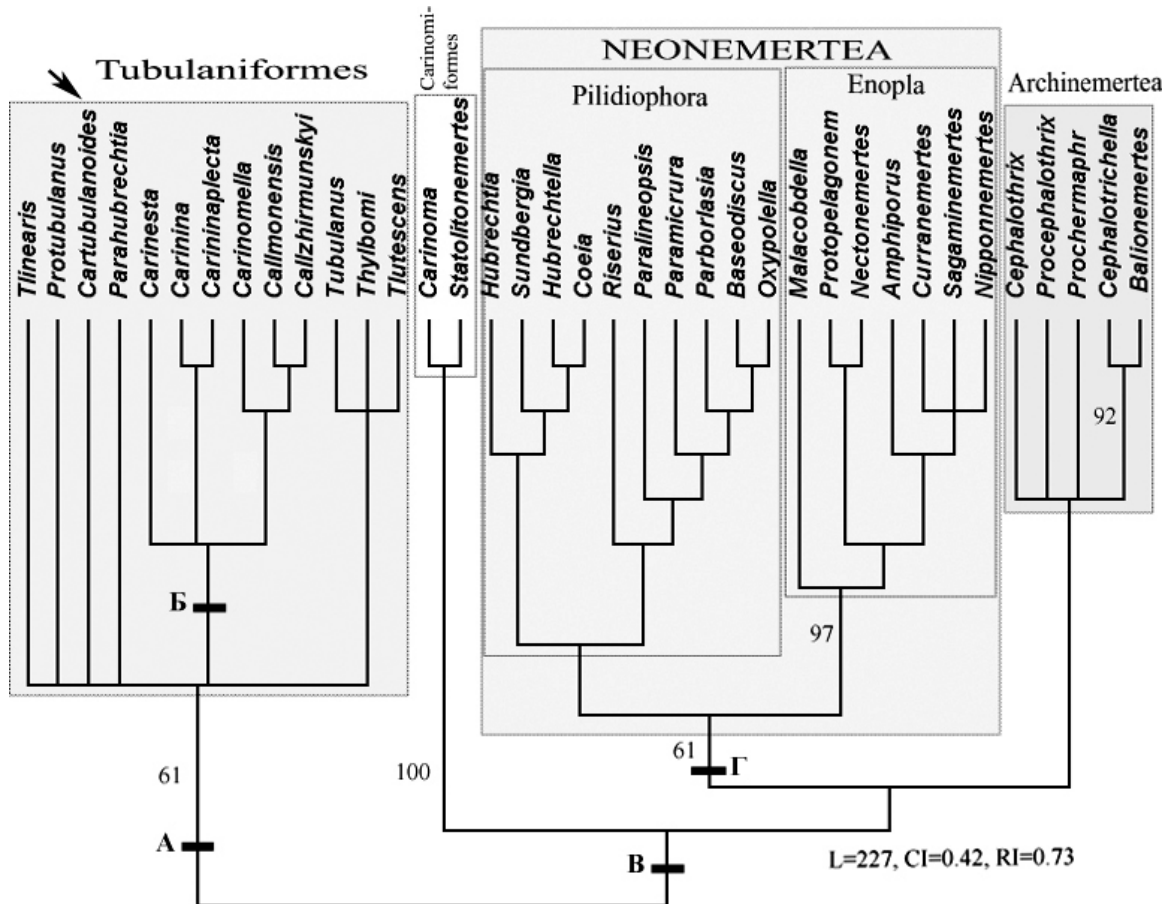 Tubulaniformes
Carinomi-
formes
NEONEMERTEA
Pilidiophora
Enopla
Archinemertea
Tlinearis
Protubulanus
Cartubulanoides
Parahubrechtia
Carinesta
Carinina
Carininaplecta
Carinomella
Callmonensis
Callzhirmunskyi
Tubulanus
Thylbomi
Tlutescens
Carinoma
Statolitonemertes
Hubrechtia
Sundbergia
Hubrechtella
Coeia
Riserius
Paralineopsis
Paramicrura
Parborlasia
Baseodiscus
Oxypolella
Malacobdella
Protopelagonem
Nectonemertes
Amphiporus
Curranemertes
Sagaminemertes
Nipponnemertes
Cephalothrix
Procephalothrix
Prochermaphr
Cephalotrichella
Balionemertes
92
Б
97
61
Г
61
100
А
В
L=227, CI=0.42, RI=0.73